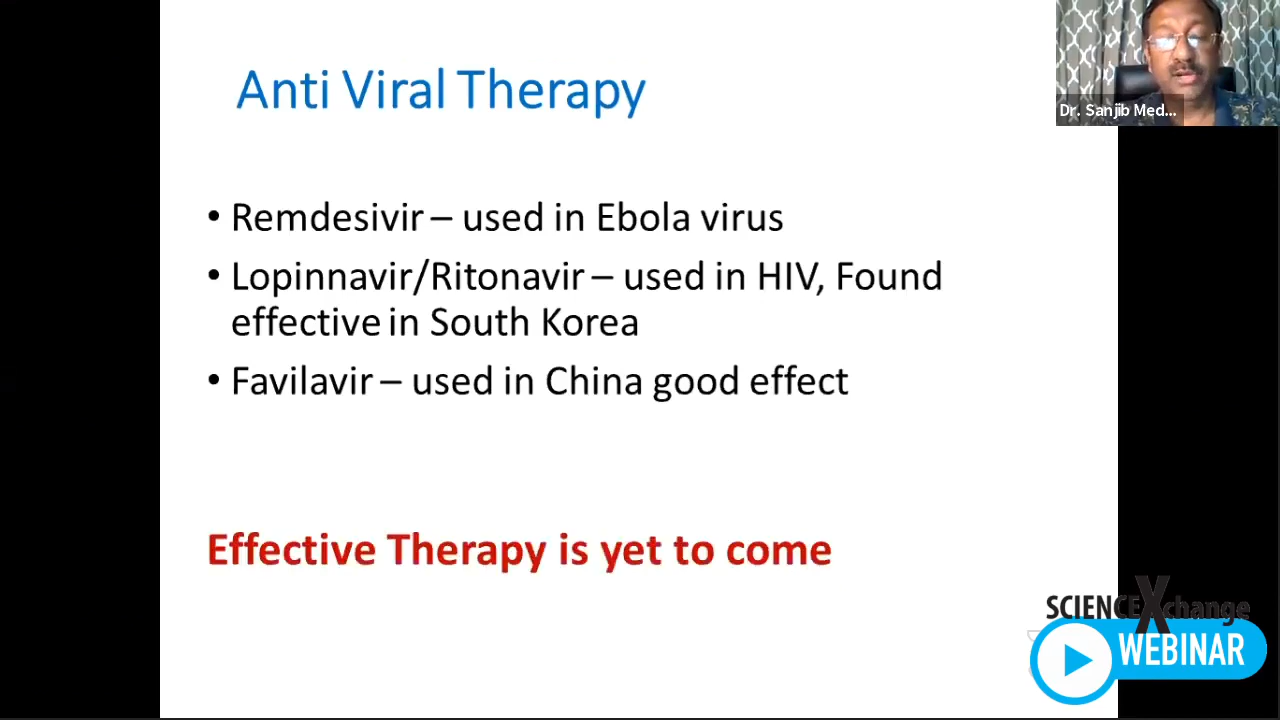 Anti Viral Therapy
Dr. Sanjib Med...
• Remdesivir – used in Ebola virus
• Lopinnavir/Ritonavir – used in HIV, Found
effective in South Korea
• Favilavir – used in China good effect
Effective Therapy is yet to come
SCIENCEXchange
WEBINAR